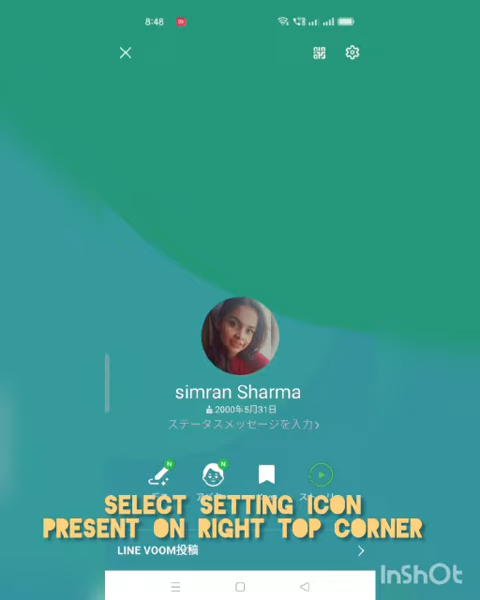 8:48
simran Sharma
2000年5月31日
ステータスメッセージを入力
SELECT SETTING ICON
PRESENT ON RIGHT TOP CORNER
LINE VOOM投稿
InShOt